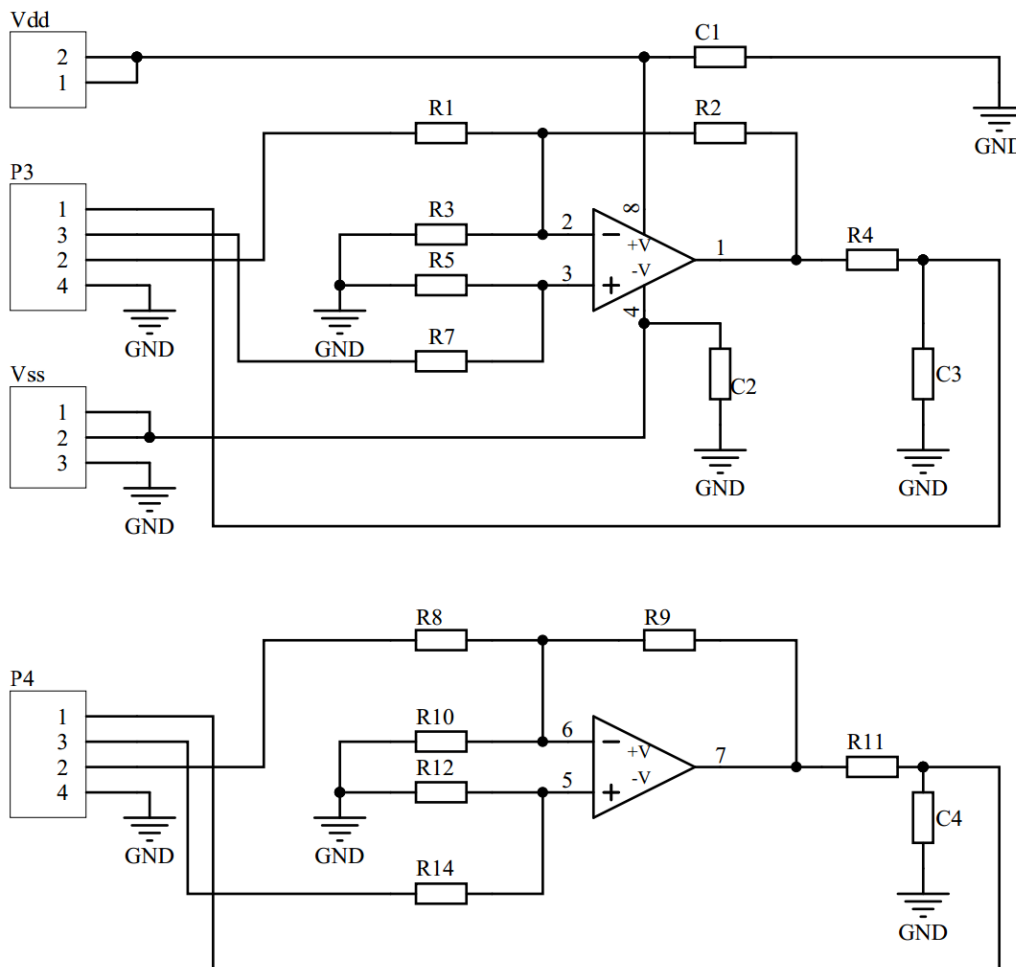 Vdd
2
1
C1
GND
R1
R2
P3
1
3
2
4
GND
R3
R5
R7
GND
2
3
8
+V
-V
4
1
R4
C2
GND
C3
GND
Vss
1
2
3
GND
R8
R9
P4
1
3
2
4
GND
R10
R12
R14
GND
6
5
+V
-V
7
R11
C4
GND